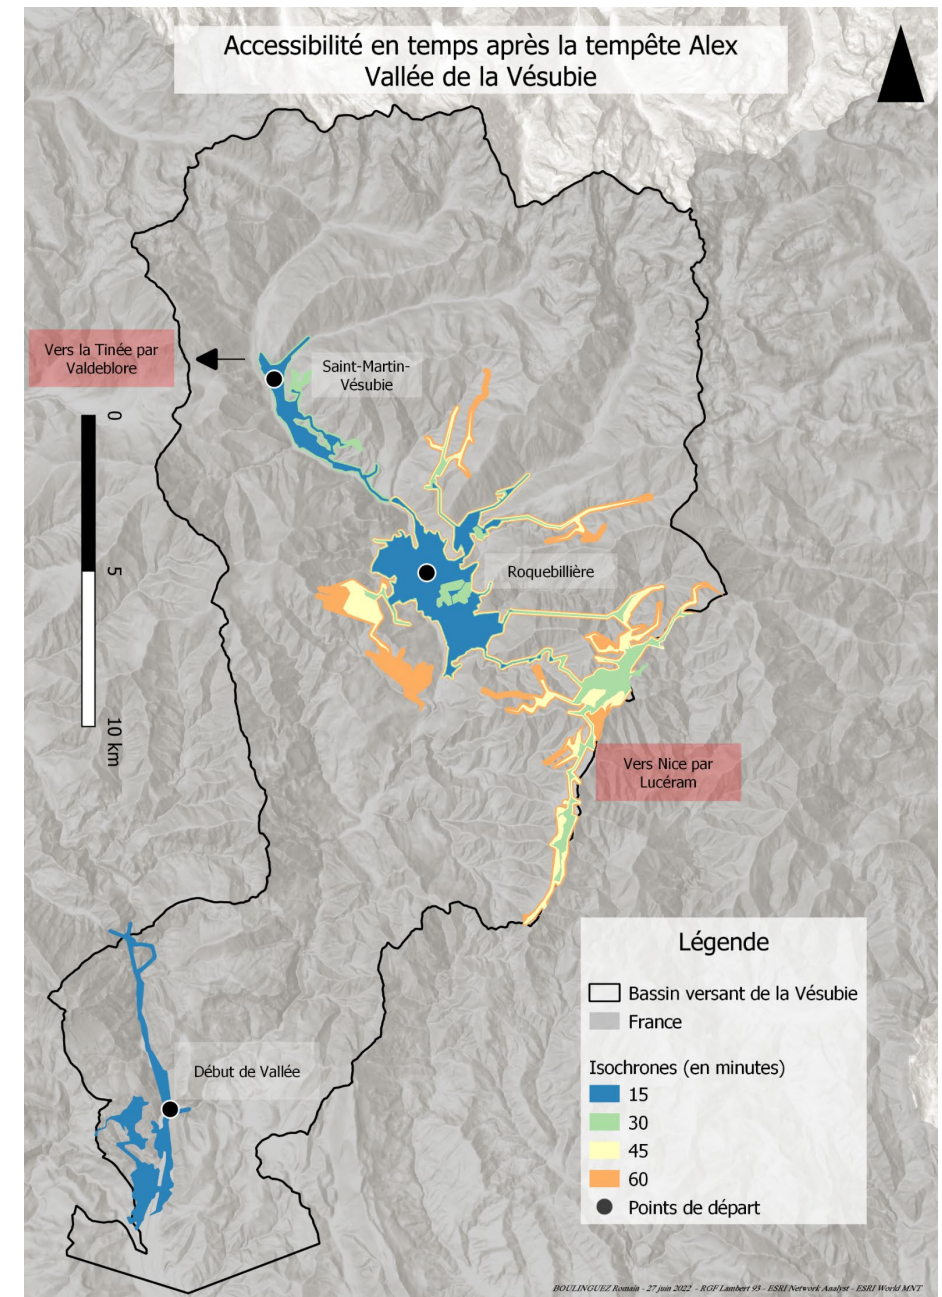 Accessibilité en temps après la tempête Alex
Vallée de la Vésubie
Vers la Tinée par
Valdeblore
Saint-Martin-
Vésubie
0
5
10 km
Roquebillière
Vers Nice par
Lucéram
Début de Vallée
Légende
Bassin versant de la Vésubie
France
Isochrones (en minutes)
15
30
45
60
Points de départ
BOULINGUEZ Romain - 27 juin 2022 - RGF Lambert 93 - ESRI Network Analyst - ESRI World MNT